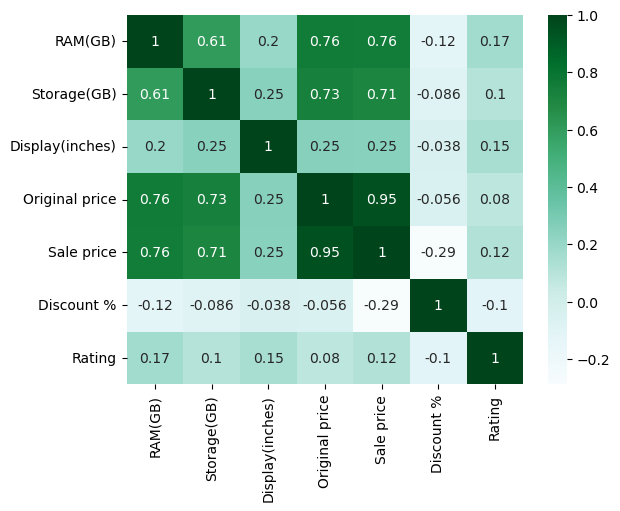 RAM(GB) 1 0.61 0.2 0.76 0.76 -0.12 0.17
Storage(GB) 0.61 1 0.25 0.73 0.71 -0.086 0.1
Display(inches) 0.2 0.25 1 0.25 0.25 -0.038 0.15
Original price 0.76 0.73 0.25 1 0.95 -0.056 0.08
Sale price 0.76 0.71 0.25 0.95 1 -0.29 0.12
Discount % -0.12 -0.086 -0.038 -0.056 -0.29 1 -0.1
Rating 0.17 0.1 0.15 0.08 0.12 -0.1 1
RAM(GB)
Storage(GB)
Display(inches)
Original price
Sale price
Discount %
Rating
1.0
0.8
0.6
0.4
0.2
0.0
−0.2